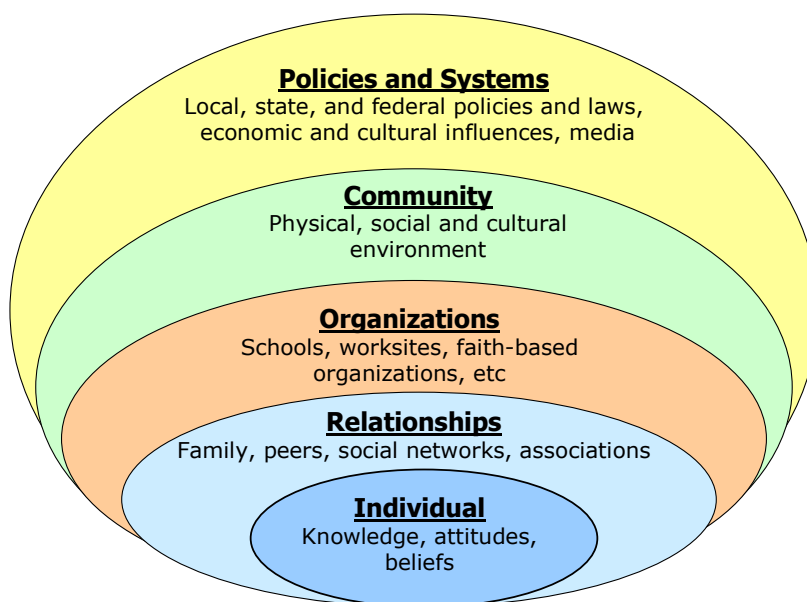 Policies and Systems
Local, state, and federal policies and laws,
economic and cultural influences, media
Community
Physical, social and cultural
environment
Organizations
Schools, worksites, faith-based
organizations, etc
Relationships
Family, peers, social networks, associations
Individual
Knowledge, attitudes,
beliefs